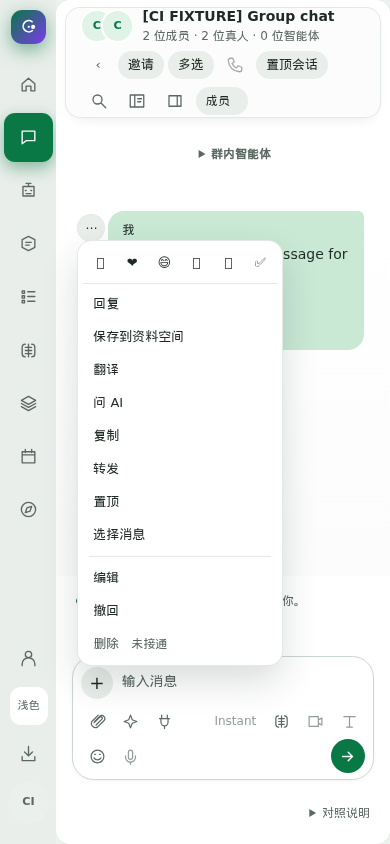 [CI FIXTURE] Group chat
C C
2 位成员 · 2 位真人 · 0 位智能体
‹ 邀请 多选 置顶会话
成员
▶ 群内智能体
我
⋯
ssage for
❤ 😄 ✅
回复
保存到资料空间
翻译
问 AI
复制
转发
置顶
选择消息
编辑
撤回
删除 未接通
你。
+ 输入消息
Instant
浅色
CI
▶ 对照说明